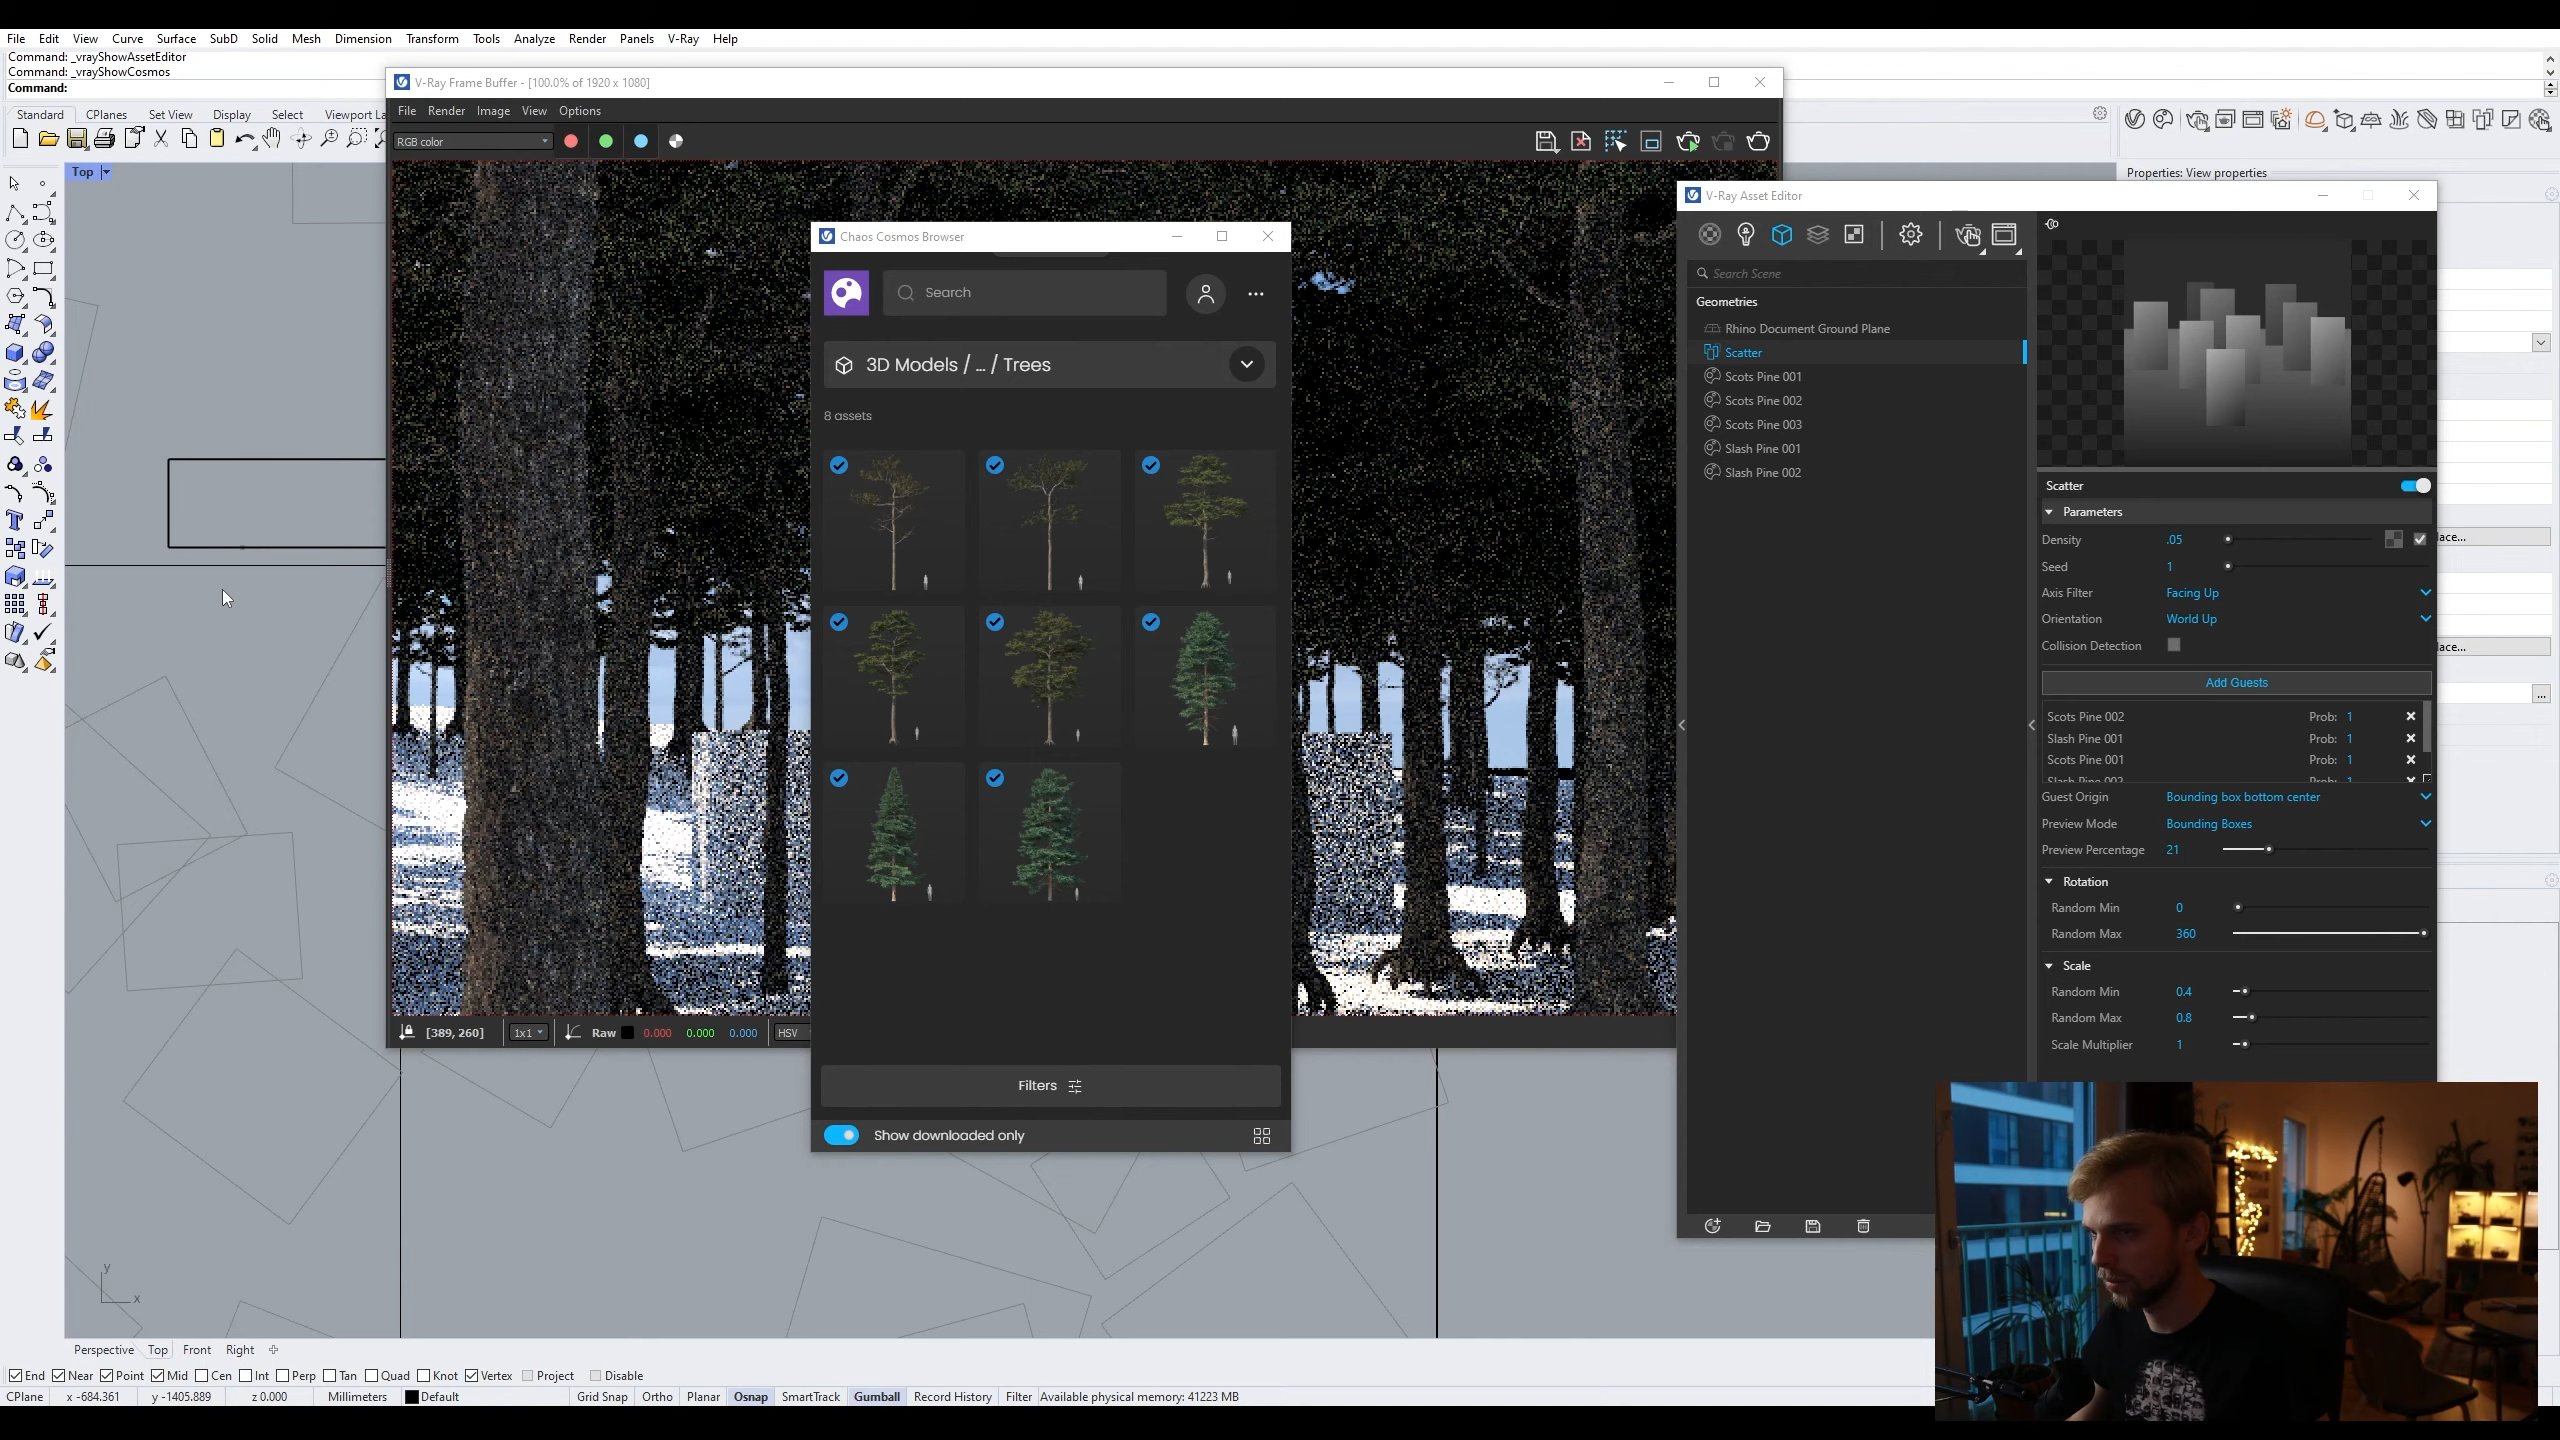 File Edit View Curve Surface SubD Solid Mesh Dimension Transform Tools Analyze Render Panels V-Ray Help
Command: _vrayShowAssetEditor
Command: _vrayShowCosmos
Command:
Standard CPlanes Set View Display Select Viewport La
Top
Properties: View properties
V-Ray Frame Buffer - [100.0% of 1920 x 1080]
File Render Image View Options
RGB color
[389, 260] 1x1 Raw 0.000 0.000 0.000 HSV
Chaos Cosmos Browser
Search
3D Models / ... / Trees
8 assets
Filters
Show downloaded only
V-Ray Asset Editor
Search Scene
Geometries
Rhino Document Ground Plane
Scatter
Scots Pine 001
Scots Pine 002
Scots Pine 003
Slash Pine 001
Slash Pine 002
Scatter
Parameters
Density .05
Seed 1
Axis Filter Facing Up
Orientation World Up
Collision Detection
Add Guests
Scots Pine 002 Prob: 1
Slash Pine 001 Prob: 1
Scots Pine 001 Prob: 1
Slash Pine 002 Prob: 1
Guest Origin Bounding box bottom center
Preview Mode Bounding Boxes
Preview Percentage 21
Rotation
Random Min 0
Random Max 360
Scale
Random Min 0.4
Random Max 0.8
Scale Multiplier 1
lace...
lace...
...
y
x
Perspective Top Front Right
End Near Point Mid Cen Int Perp Tan Quad Knot Vertex Project Disable
CPlane x -684.361 y -1405.889 z 0.000 Millimeters Default Grid Snap Ortho Planar Osnap SmartTrack Gumball Record History Filter Available physical memory: 41223 MB